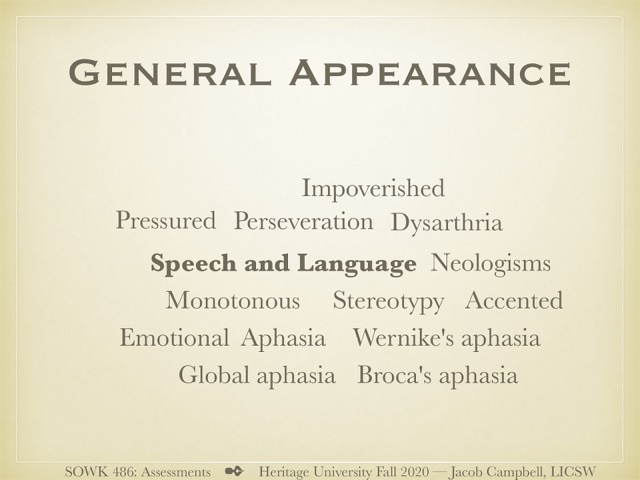 General Appearance
Impoverished
Pressured Perseveration Dysarthria
Speech and Language Neologisms
Monotonous Stereotypy Accented
Emotional Aphasia Wernike's aphasia
Global aphasia Broca's aphasia
SOWK 486: Assessments ✒ Heritage University Fall 2020 — Jacob Campbell, LICSW